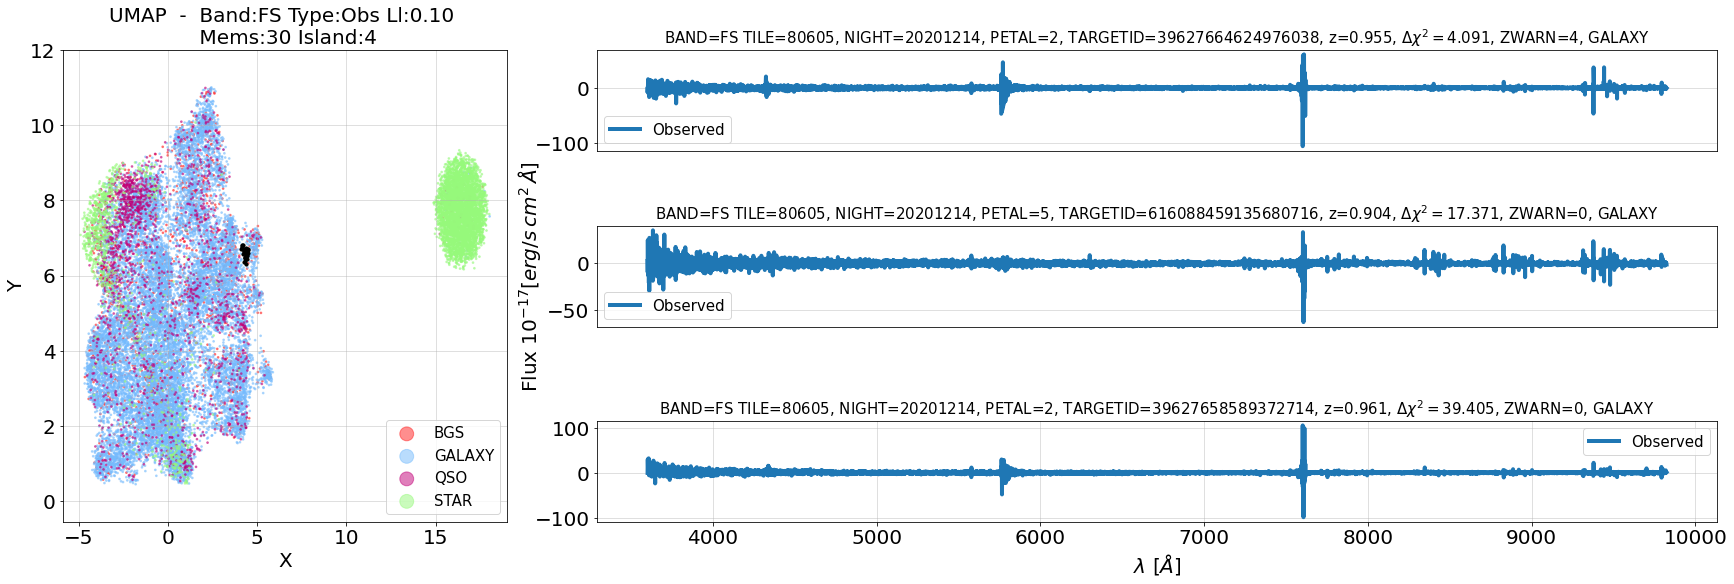 UMAP - Band:FS Type:Obs Ll:0.10
Mems:30 Island:4
12
10
8
6
4
2
0
Y
−5
0
5
10
15
X
BGS
GALAXY
QSO
STAR
BAND=FS TILE=80605, NIGHT=20201214, PETAL=2, TARGETID=39627664624976038, z=0.955, Δχ² = 4.091, ZWARN=4, GALAXY
0
−100
Observed
BAND=FS TILE=80605, NIGHT=20201214, PETAL=5, TARGETID=616088459135680716, z=0.904, Δχ² = 17.371, ZWARN=0, GALAXY
0
−50
Observed
Flux 10⁻¹⁷[erg/s cm² Å]
BAND=FS TILE=80605, NIGHT=20201214, PETAL=2, TARGETID=39627658589372714, z=0.961, Δχ² = 39.405, ZWARN=0, GALAXY
100
0
−100
Observed
4000
5000
6000
7000
8000
9000
10000
λ [Å]